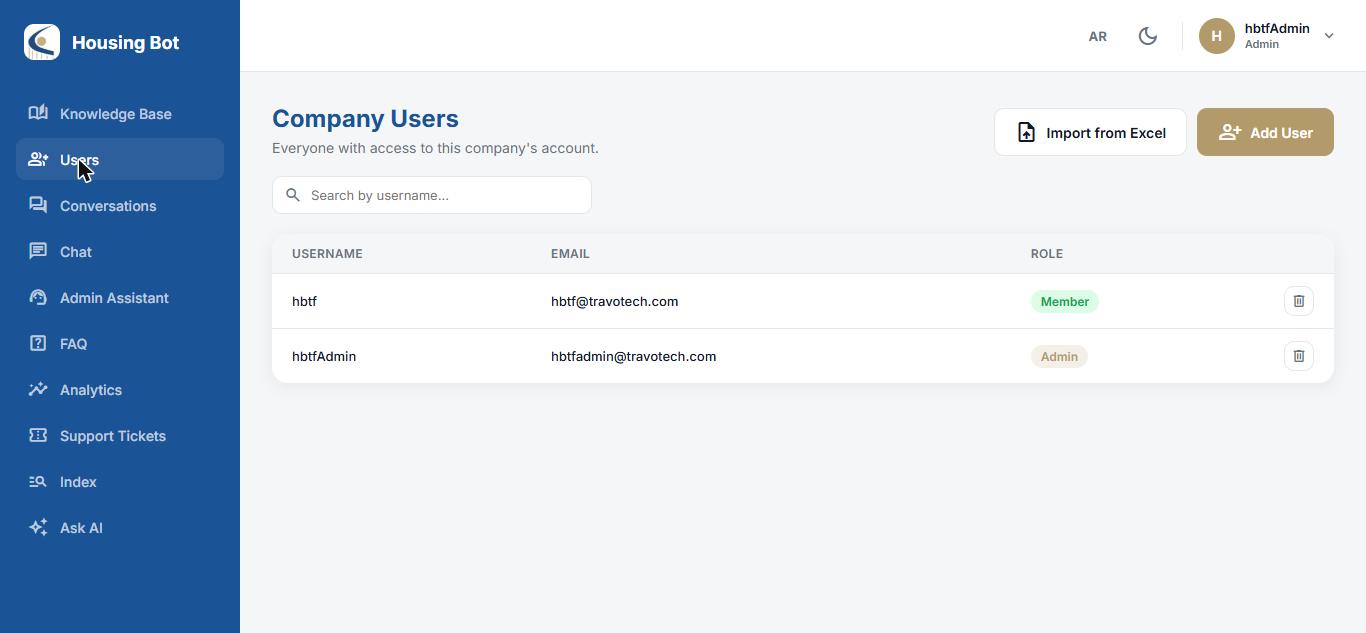 Housing Bot
Knowledge Base
Users
Conversations
Chat
Admin Assistant
FAQ
Analytics
Support Tickets
Index
Ask AI
AR
H
hbtfAdmin
Admin
Company Users
Everyone with access to this company's account.
Import from Excel
Add User
Search by username...
USERNAME EMAIL ROLE
hbtf hbtf@travotech.com Member
hbtfAdmin hbtfadmin@travotech.com Admin